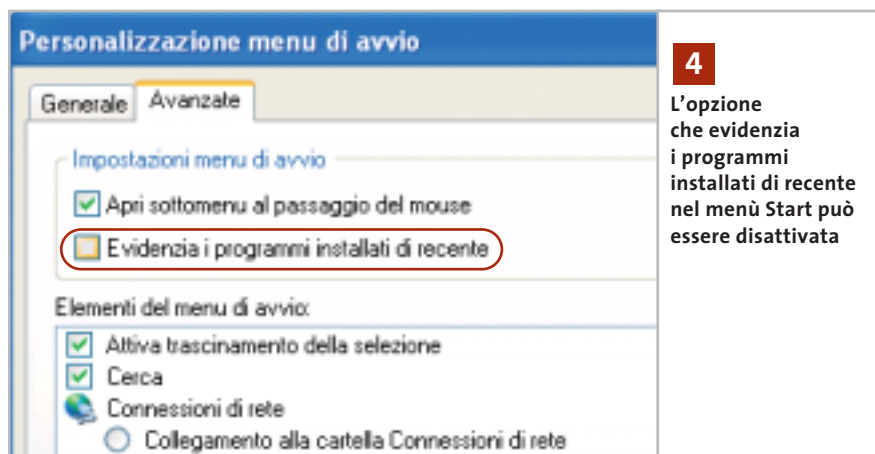 Personalizzazione menu di avvio
Generale
Avanzate
Impostazioni menu di avvio
Apri sottomenu al passaggio del mouse
Evidenzia i programmi installati di recente
Elementi del menu di avvio:
Attiva trascinamento della selezione
Cerca
Connessioni di rete
Collegamento alla cartella Connessioni di rete
4
L'opzione
che evidenzia
i programmi
installati di recente
nel menù Start può
essere disattivata